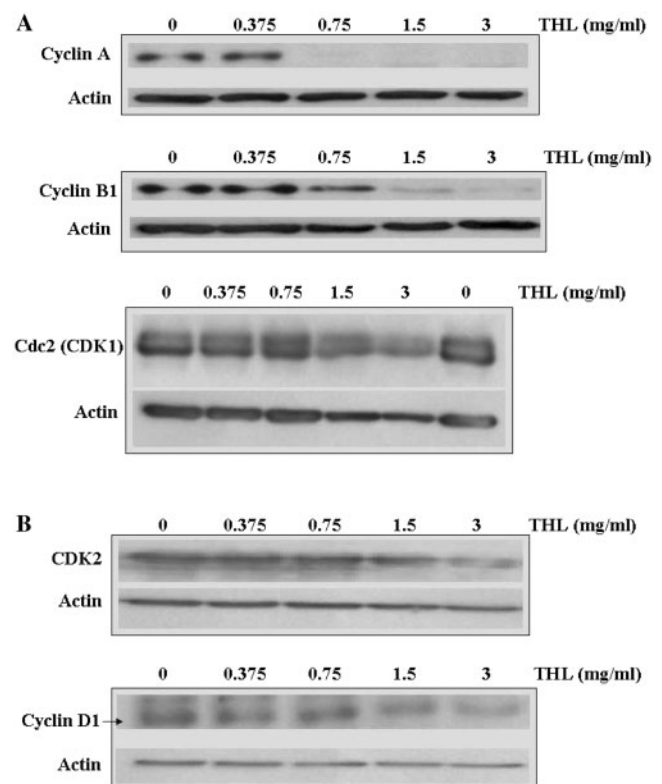 A
0 0.375 0.75 1.5 3 THL (mg/ml)
Cyclin A
Actin
0 0.375 0.75 1.5 3 THL (mg/ml)
Cyclin B1
Actin
0 0.375 0.75 1.5 3 0 THL (mg/ml)
Cdc2 (CDK1)
Actin
B
0 0.375 0.75 1.5 3 THL (mg/ml)
CDK2
Actin
0 0.375 0.75 1.5 3 THL (mg/ml)
Cyclin D1
Actin